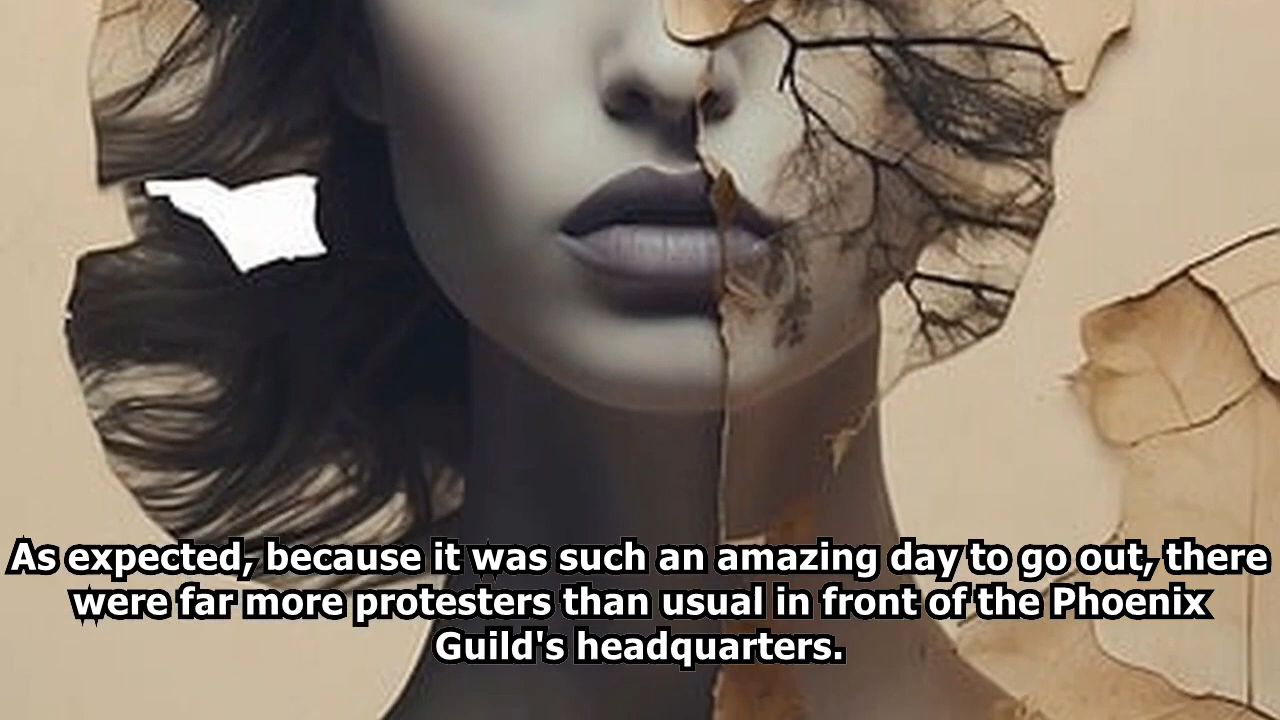 As expected, because it was such an amazing day to go out, there
were far more protesters than usual in front of the Phoenix
Guild's headquarters.